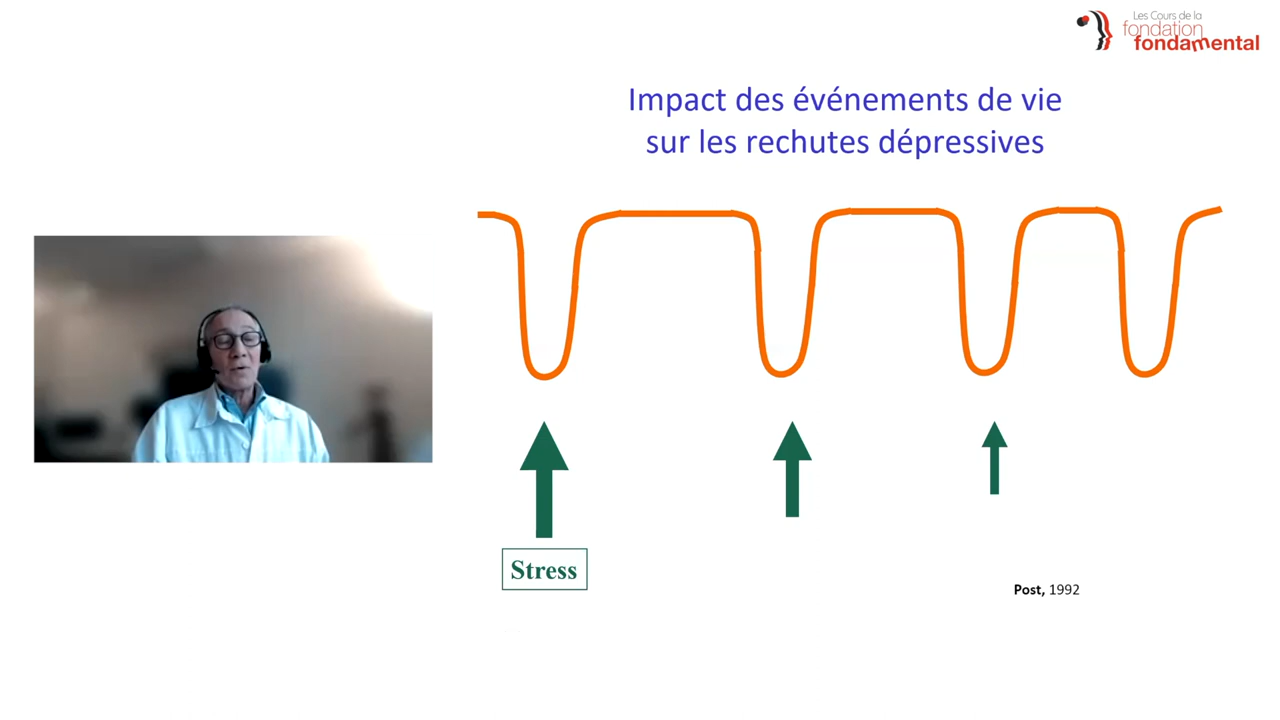 Les Cours de la
fondation
fondamental
Impact des événements de vie
sur les rechutes dépressives
Stress
Post, 1992